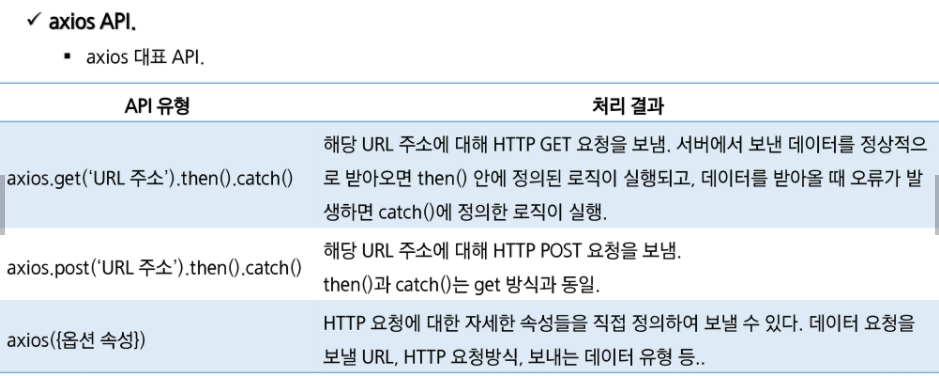 ✓ axios API.
▪ axios 대표 API.
API 유형
처리 결과
axios.get(‘URL 주소’).then().catch()
해당 URL 주소에 대해 HTTP GET 요청을 보냄. 서버에서 보낸 데이터를 정상적으
로 받아오면 then() 안에 정의된 로직이 실행되고, 데이터를 받아올 때 오류가 발
생하면 catch()에 정의한 로직이 실행.
axios.post(‘URL 주소’).then().catch()
해당 URL 주소에 대해 HTTP POST 요청을 보냄.
then()과 catch()는 get 방식과 동일.
axios({옵션 속성})
HTTP 요청에 대한 자세한 속성들을 직접 정의하여 보낼 수 있다. 데이터 요청을
보낼 URL, HTTP 요청방식, 보내는 데이터 유형 등..